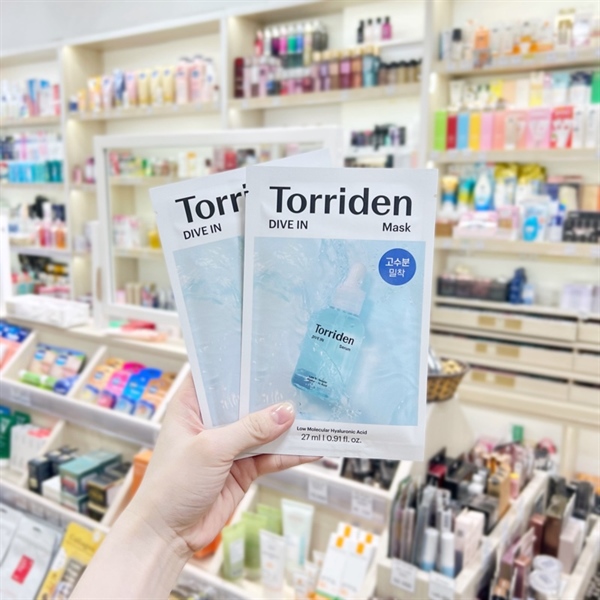 Torri
DIVE IN
Torriden
DIVE IN Mask
고수분
밀착
Torriden
DIVE IN Serum
Low Molecular Hyaluronic Acid
27 ml I 0.91 fl. oz.